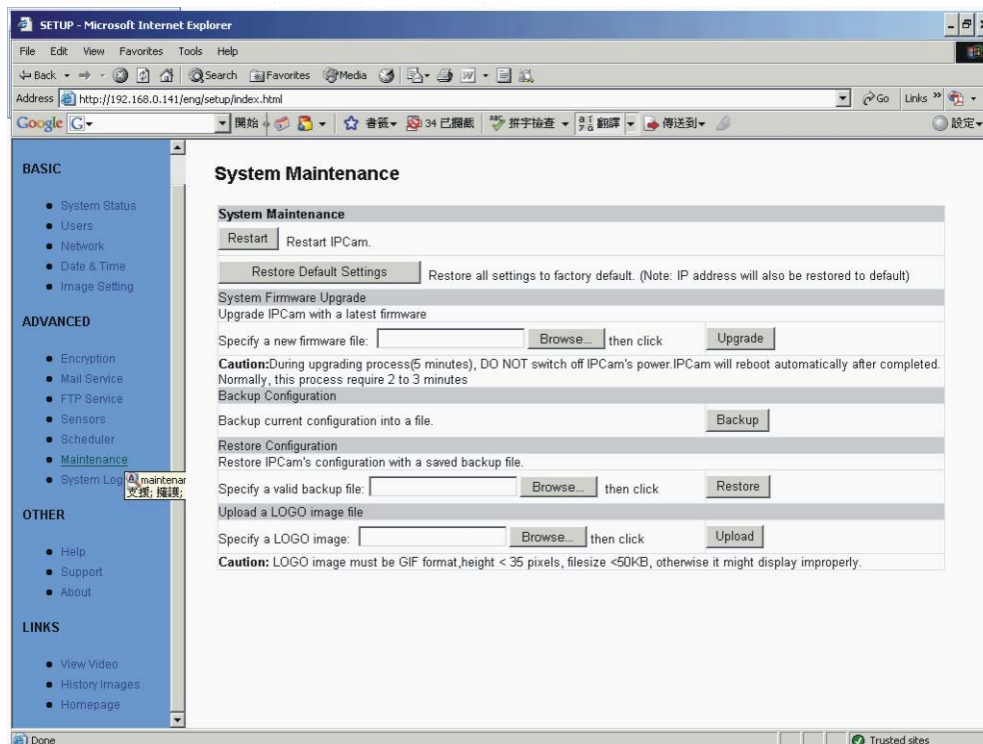 SETUP - Microsoft Internet Explorer
File Edit View Favorites Tools Help
Back Search Favorites Media
Address http://192.168.0.141/eng/setup/index.html Go Links »
Google G 開始 書籤 34 已攔截 ABC 拼字檢查 翻譯 傳送到 設定
BASIC
System Status
Users
Network
Date & Time
Image Setting
ADVANCED
Encryption
Mail Service
FTP Service
Sensors
Scheduler
Maintenance
System Log
maintenan
支援; 擁護;
OTHER
Help
Support
About
LINKS
View Video
History Images
Homepage
System Maintenance
System Maintenance
Restart Restart IPCam.
Restore Default Settings Restore all settings to factory default. (Note: IP address will also be restored to default)
System Firmware Upgrade
Upgrade IPCam with a latest firmware
Specify a new firmware file: Browse... then click Upgrade
Caution:During upgrading process(5 minutes), DO NOT switch off IPCam's power.IPCam will reboot automatically after completed.
Normally, this process require 2 to 3 minutes
Backup Configuration
Backup current configuration into a file. Backup
Restore Configuration
Restore IPCam's configuration with a saved backup file.
Specify a valid backup file: Browse... then click Restore
Upload a LOGO image file
Specify a LOGO image: Browse... then click Upload
Caution: LOGO image must be GIF format,height < 35 pixels, filesize <50KB, otherwise it might display improperly.
Done Trusted sites